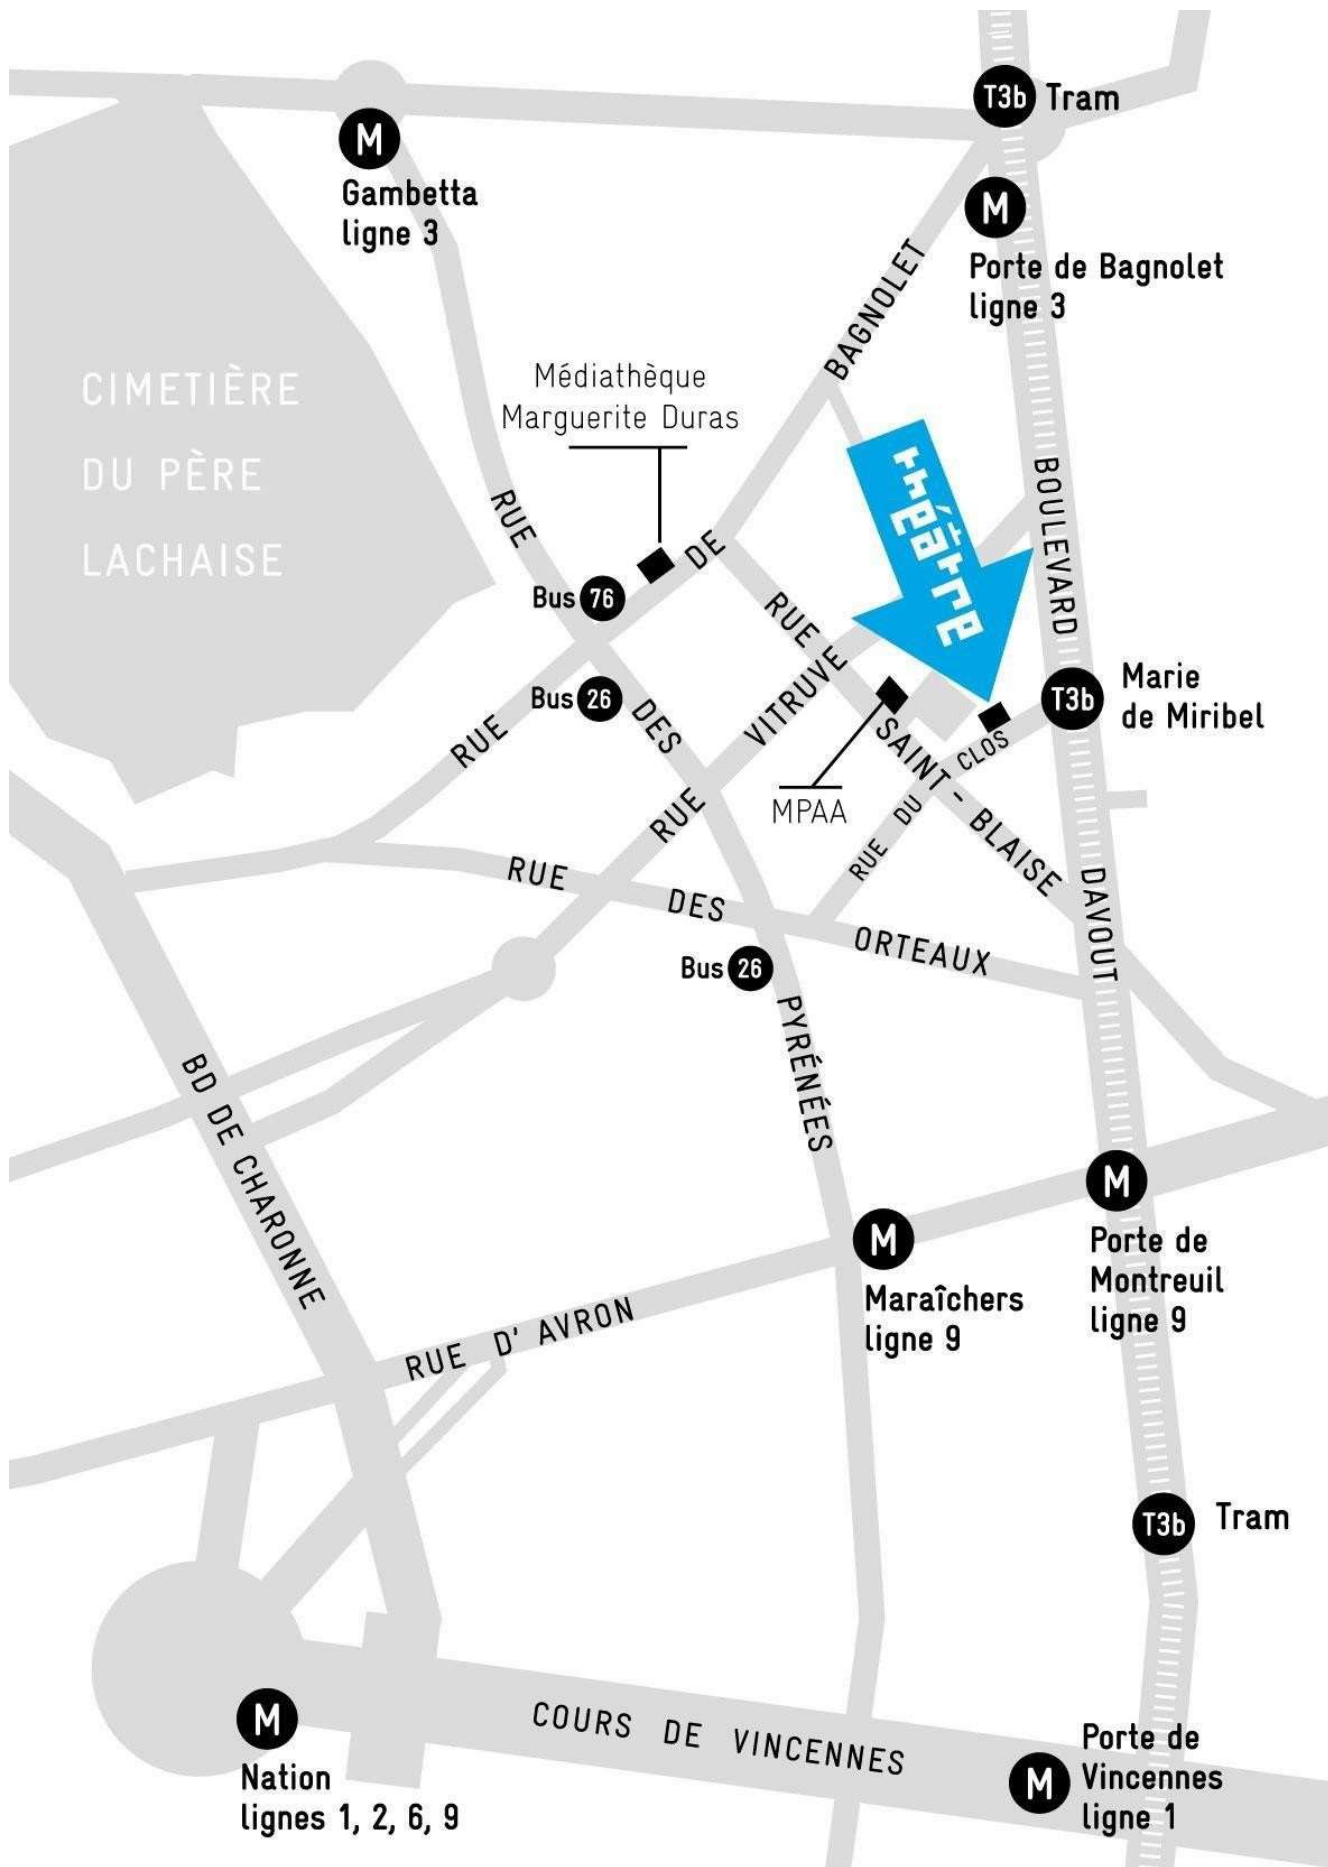 T3b Tram
M
Gambetta
ligne 3
M
Porte de Bagnolet
ligne 3
CIMETIÈRE
DU PÈRE
LACHAISE
Médiathèque
Marguerite Duras
RUE DE BAGNOLET
théâtre
Bus 76
Bus 26
RUE DES PYRÉNÉES
RUE VITRUVE
RUE SAINT-BLAISE
MPAA
RUE DU CLOS
BOULEVARD DAVOUT
T3b
Marie
de Miribel
RUE DES ORTEAUX
Bus 26
BD DE CHARONNE
M
Maraîchers
ligne 9
M
Porte de
Montreuil
ligne 9
RUE D' AVRON
T3b Tram
COURS DE VINCENNES
M
Nation
lignes 1, 2, 6, 9
M
Porte de
Vincennes
ligne 1